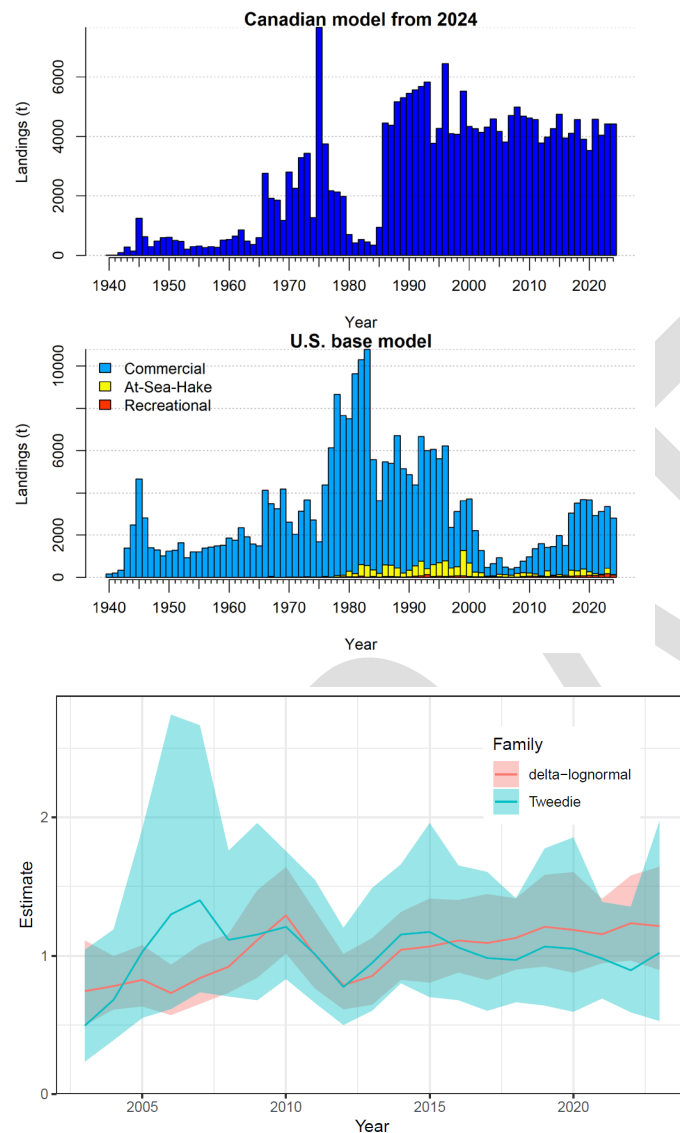 Canadian model from 2024
Landings (t)
6000
4000
2000
0
1940 1950 1960 1970 1980 1990 2000 2010 2020
Year
U.S. base model
Landings (t)
10000
6000
2000
0
Commercial
At-Sea-Hake
Recreational
1940 1950 1960 1970 1980 1990 2000 2010 2020
Year
Estimate
2
1
0
Family
delta-lognormal
Tweedie
2005 2010 2015 2020
Year